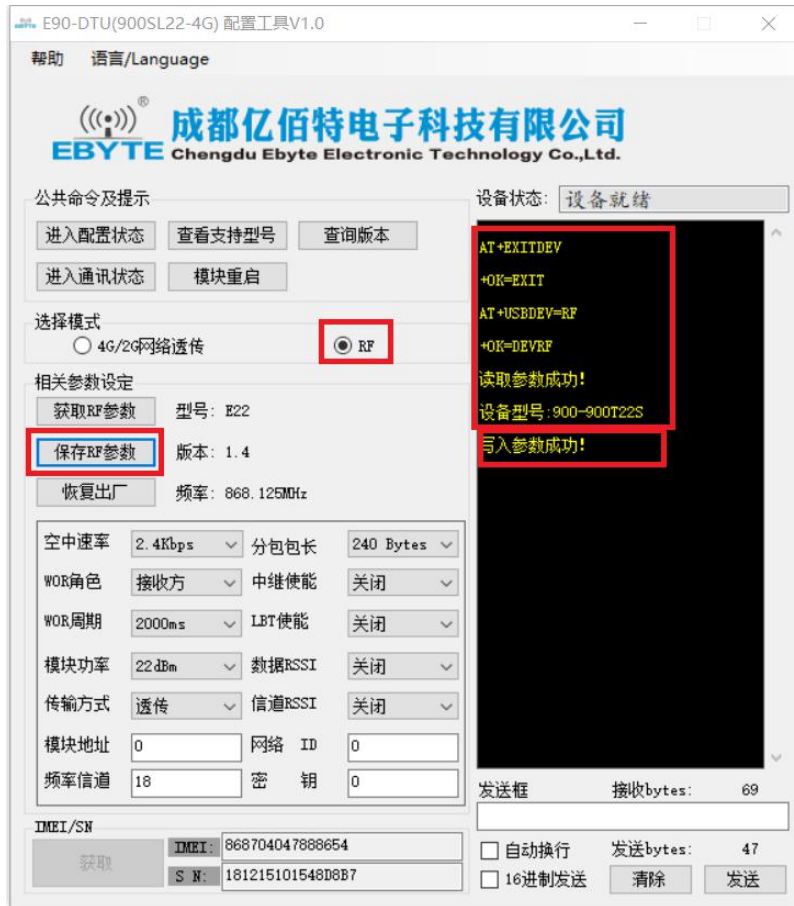 E90-DTU(900SL22-4G) 配置工具V1.0
帮助 语言/Language
((•))®
EBYTE
成都亿佰特电子科技有限公司
Chengdu Ebyte Electronic Technology Co.,Ltd.
公共命令及提示
进入配置状态 查看支持型号 查询版本
进入通讯状态 模块重启
选择模式
4G/2G网络透传 RF
相关参数设定
获取RF参数 型号: E22
保存RF参数 版本: 1.4
恢复出厂 频率: 868.125MHz
空中速率 2.4Kbps 分包包长 240 Bytes
WOR角色 接收方 中继使能 关闭
WOR周期 2000ms LBT使能 关闭
模块功率 22dBm 数据RSSI 关闭
传输方式 透传 信道RSSI 关闭
模块地址 0 网络 ID 0
频率信道 18 密 钥 0
IMEI/SN
获取
IMEI: 868704047888654
S N: 181215101548D8B7
设备状态: 设备就绪
AT+EXITDEV
+OK=EXIT
AT+USBDEV=RF
+OK=DEVRF
读取参数成功!
设备型号:900-900T22S
写入参数成功!
发送框 接收bytes: 69
自动换行 发送bytes: 47
16进制发送 清除 发送